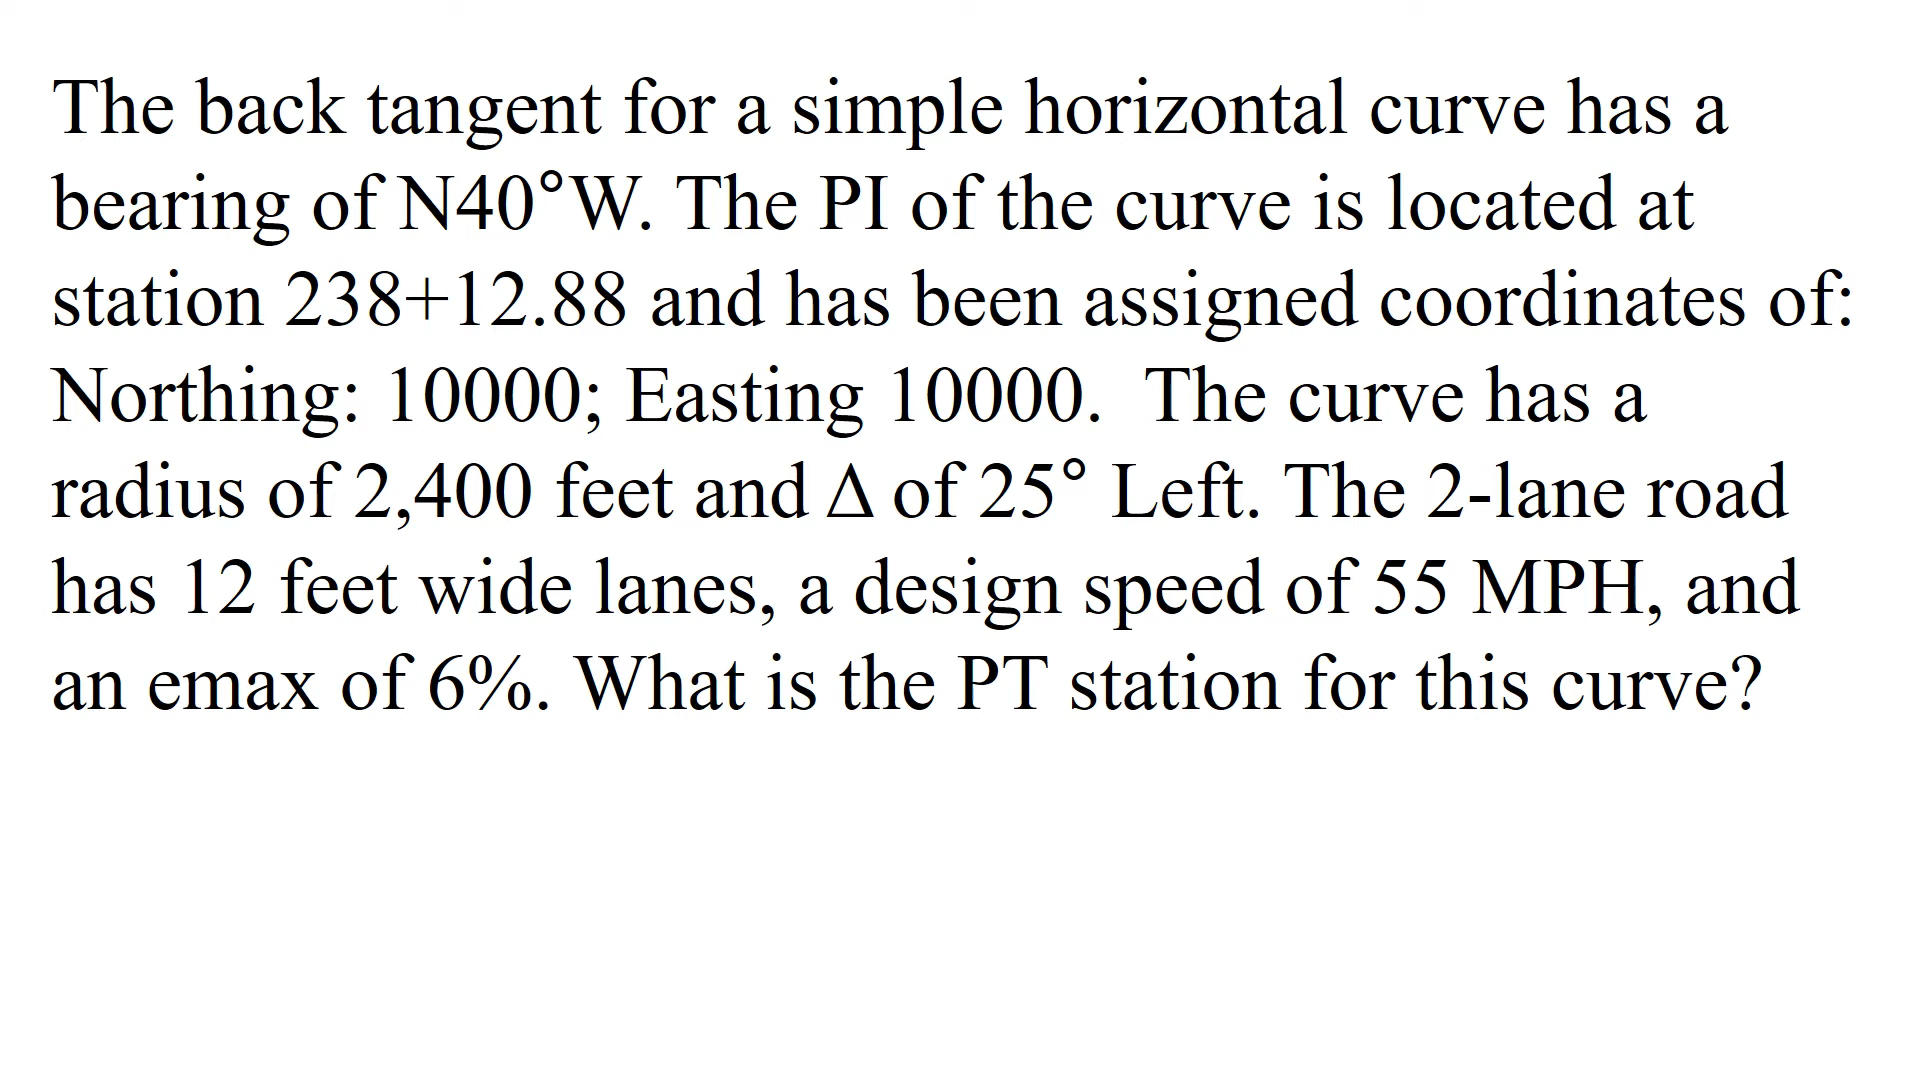 The back tangent for a simple horizontal curve has a
bearing of N40°W. The PI of the curve is located at
station 238+12.88 and has been assigned coordinates of:
Northing: 10000; Easting 10000.  The curve has a
radius of 2,400 feet and Δ of 25° Left. The 2-lane road
has 12 feet wide lanes, a design speed of 55 MPH, and
an emax of 6%. What is the PT station for this curve?